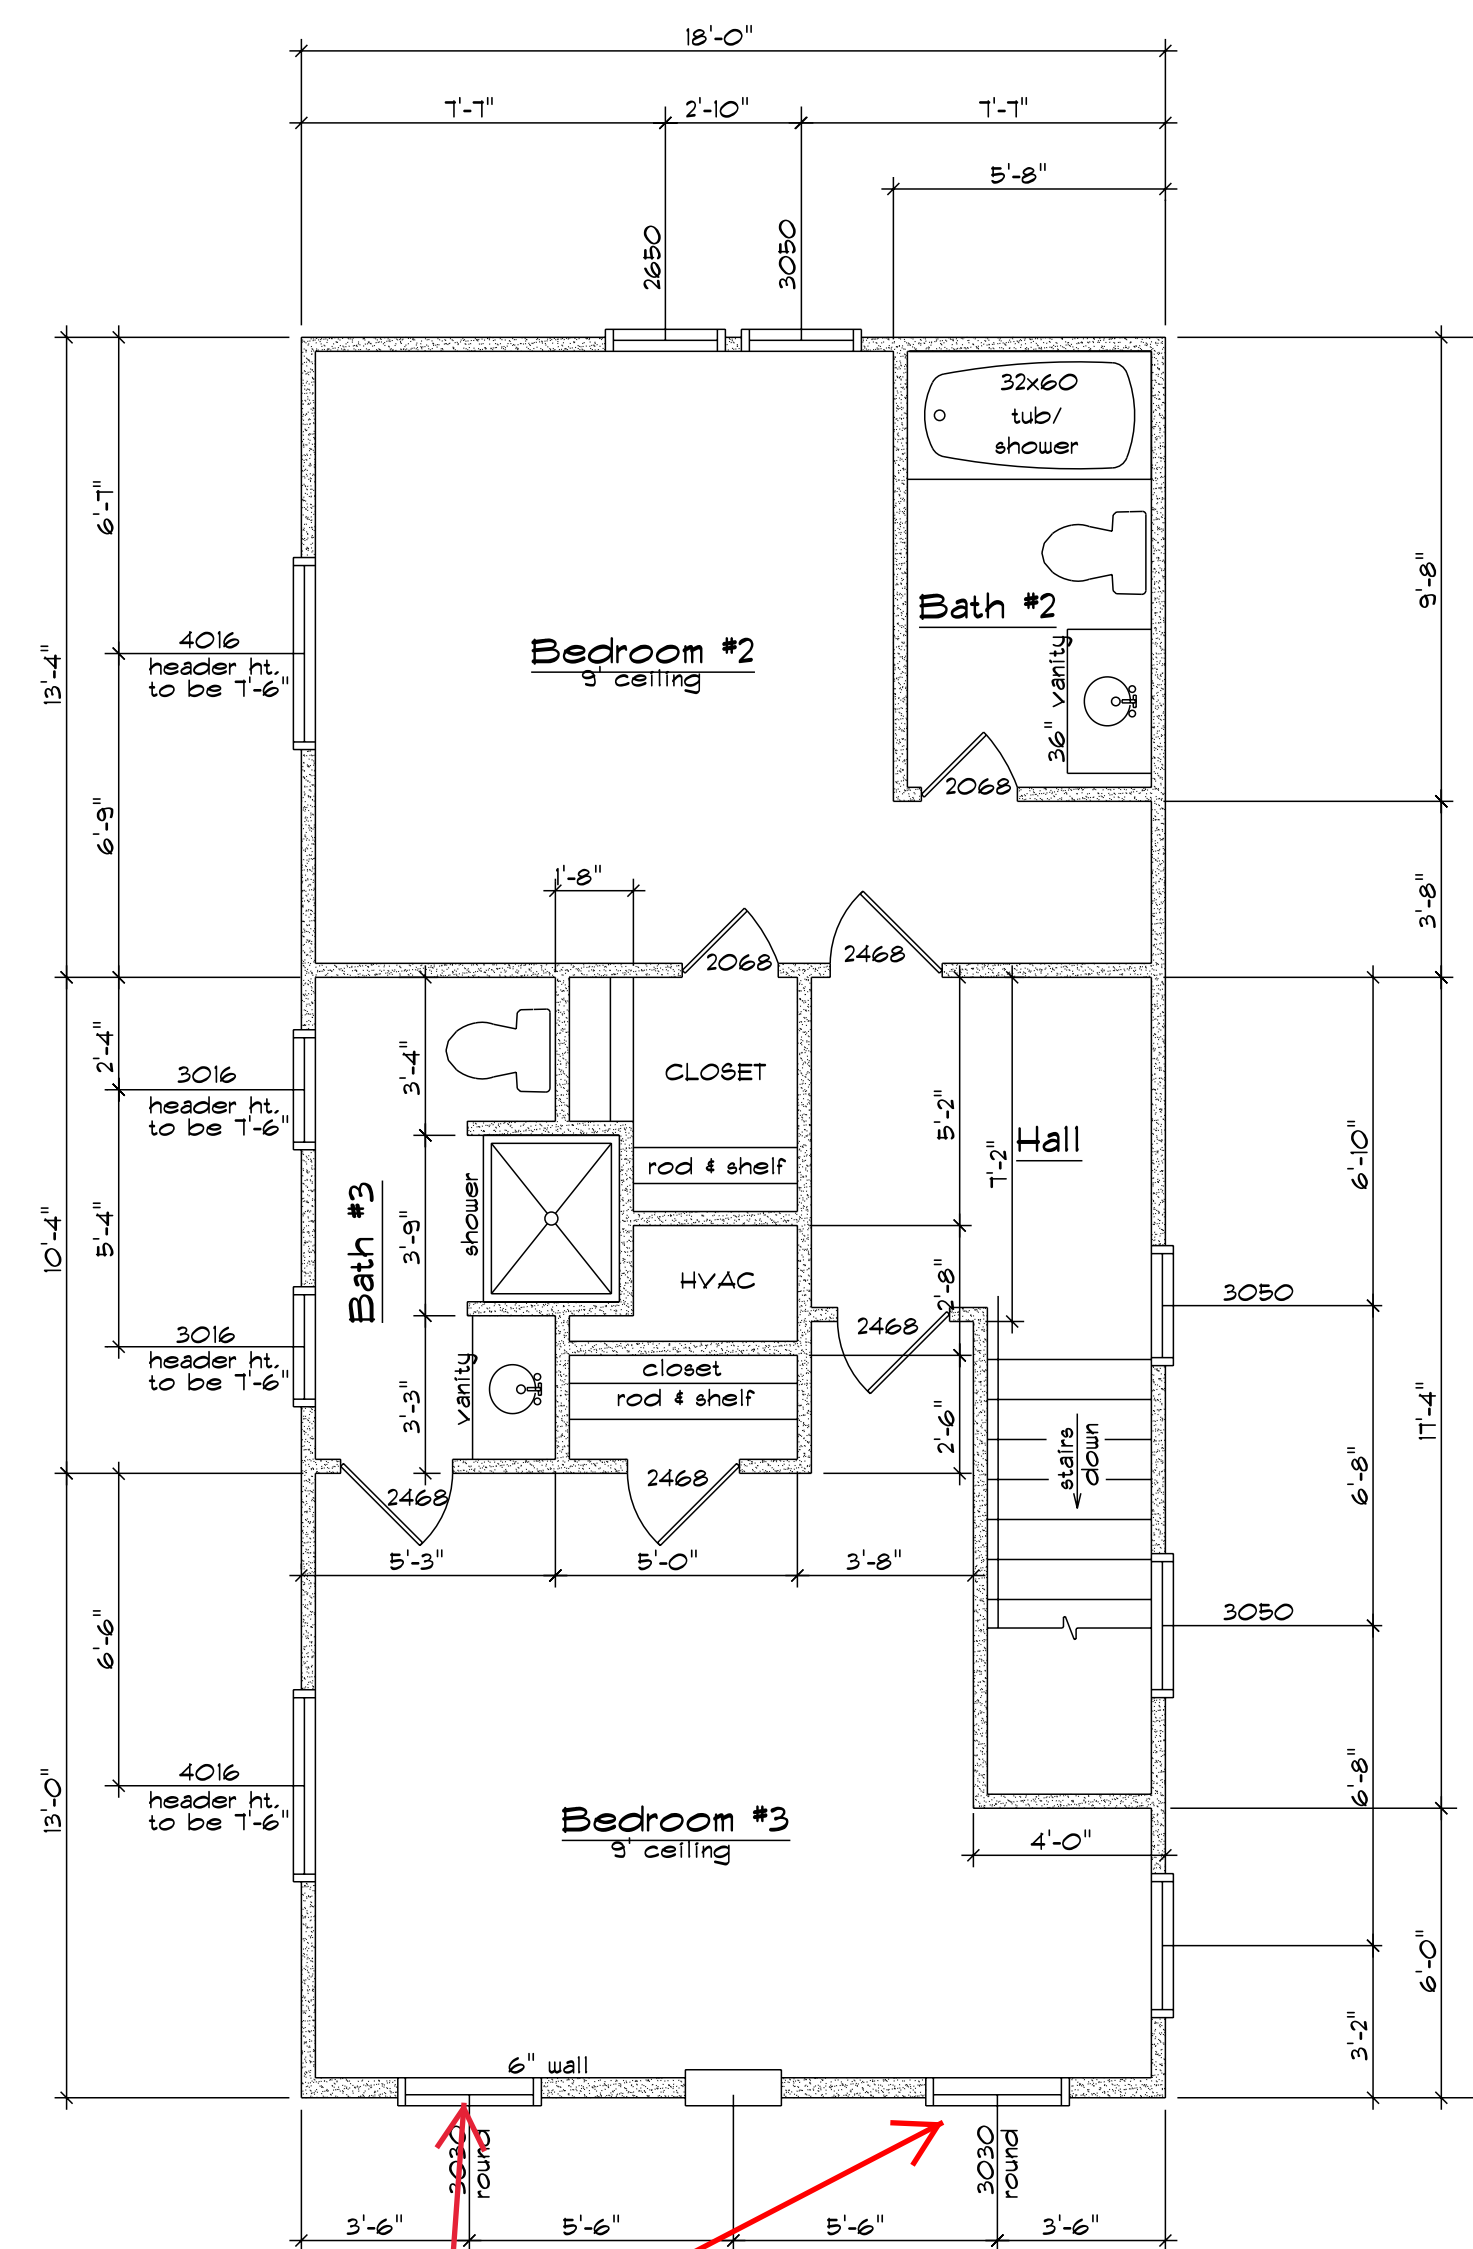 18'-0"
7'-7"
2'-10"
7'-7"
5'-8"
2650
3050
32x60
tub/
shower
6'-7"
9'-8"
Bath #2
4016
header ht.
to be 7'-6"
Bedroom #2
9' ceiling
36" vanity
13'-4"
2068
6'-9"
1'-8"
3'-8"
2068
2468
2'-4"
3016
header ht.
to be 7'-6"
3'-4"
CLOSET
5'-2"
Hall
7'-2"
6'-10"
rod & shelf
10'-4"
5'-4"
Bath #3
3'-9"
shower
HVAC
2'-8"
3050
3016
header ht.
to be 7'-6"
2468
closet
rod & shelf
vanity
3'-3"
2'-6"
stairs
down
17'-4"
6'-8"
2468
2468
5'-3"
5'-0"
3'-8"
6'-6"
3050
4016
header ht.
to be 7'-6"
13'-0"
Bedroom #3
9' ceiling
6'-8"
4'-0"
6'-0"
3'-2"
6" wall
3030
round
3030
round
3'-6"
5'-6"
5'-6"
3'-6"